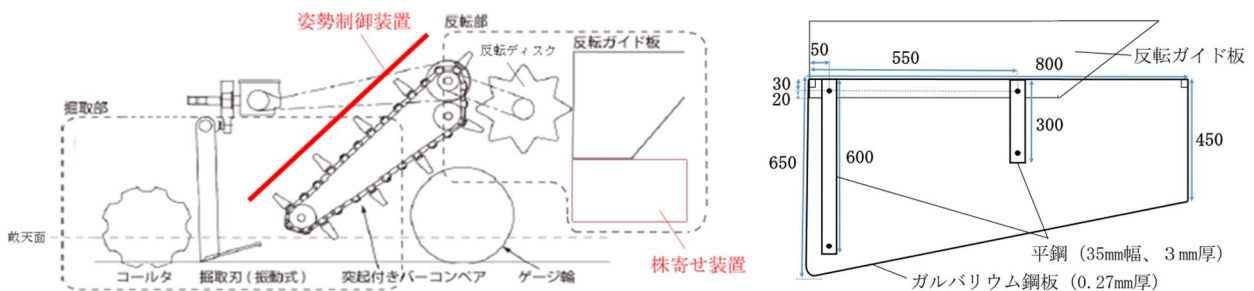 姿勢制御装置
反転部
反転ディスク
反転ガイド板
掘取部
畝天面
コールタ
掘取刃(振動式)
突起付きバーコンベア
ゲージ輪
株寄せ装置
反転ガイド板
50
550
800
30
20
300
450
650
600
平鋼(35mm幅、3mm厚)
ガルバリウム鋼板(0.27mm厚)